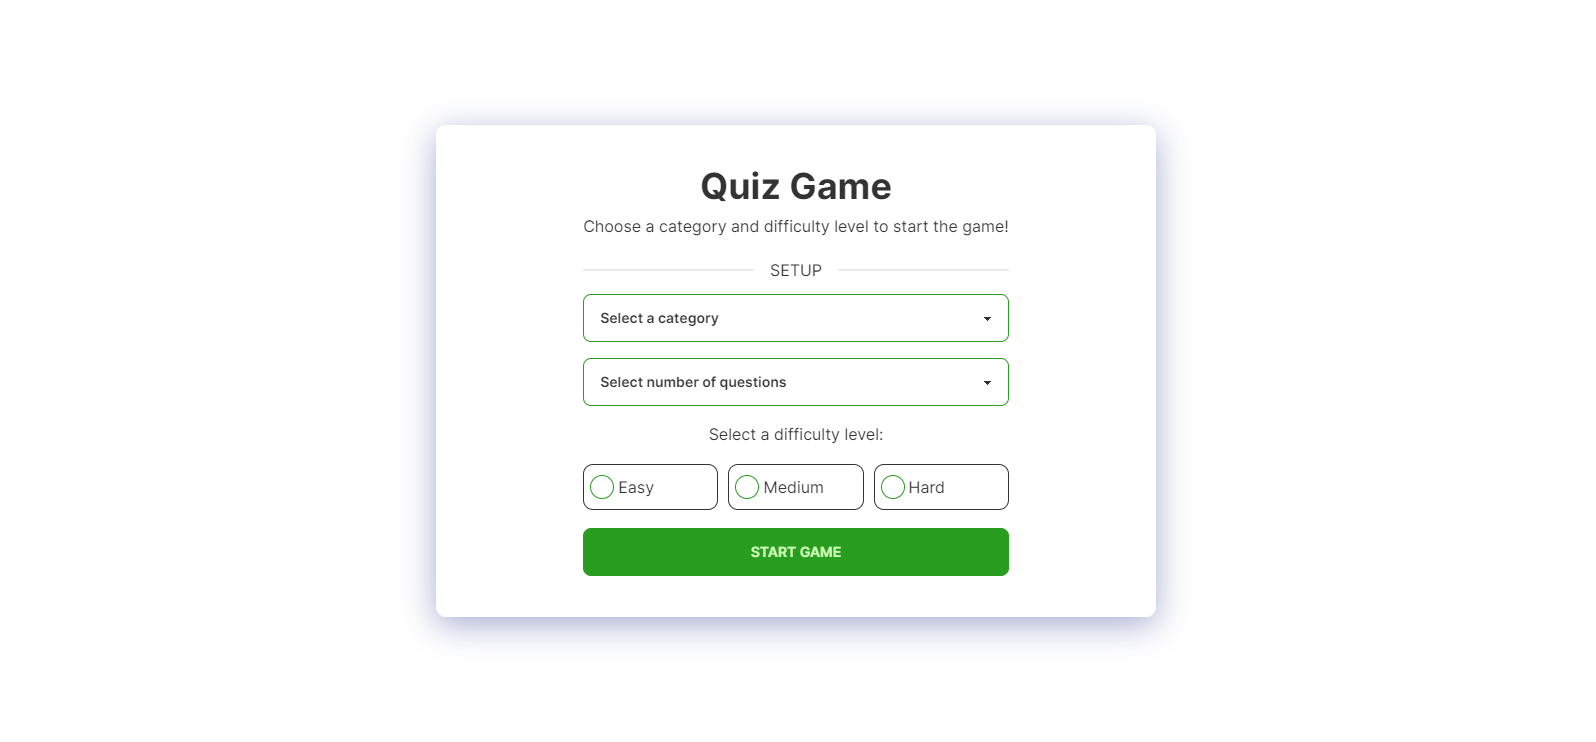 Quiz Game
Choose a category and difficulty level to start the game!
SETUP
Select a category
Select number of questions
Select a difficulty level:
Easy Medium Hard
START GAME